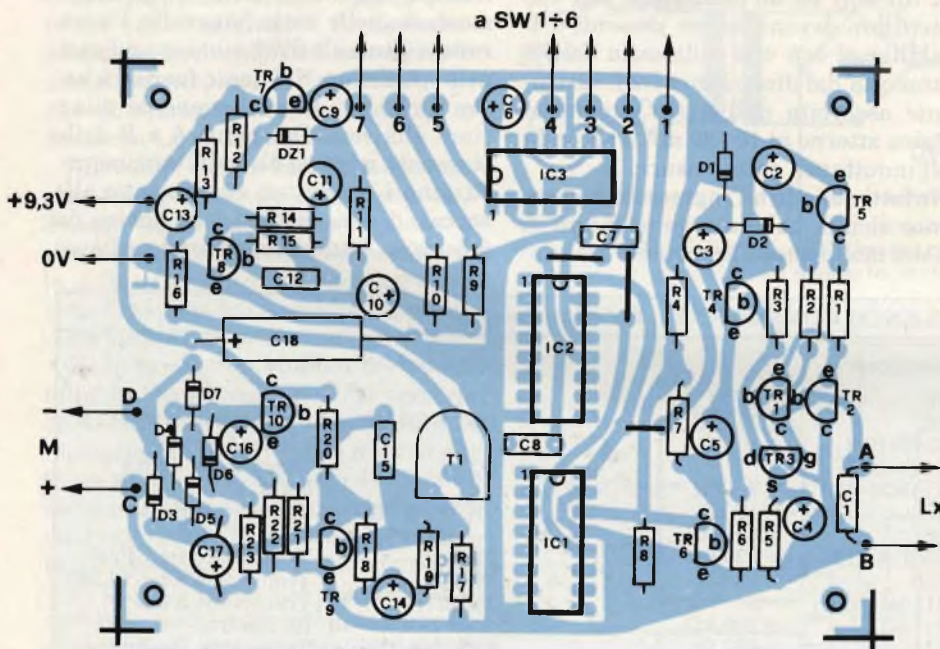 a SW 1÷6
7 6 5 4 3 2 1
TR 7 b c e
C9
DZ1
R12
R13
C11
R11
C6
IC3
1
D1
C2
e b TR 5 c
D2
C3
+9,3V
C13
R14
R15
C12
c TR 8 b e
0V
R16
C10
R10
R9
C7
R4
c TR 4 b e
R3
R2
R1
C18
1
IC2
- D
M
+ C
D7
D4
D6
D3
D5
c TR 10 b e
C16
R20
C15
T1
C8
R7
C5
e b TR 1 c
e b TR 2 c
d TR3 g s
A
Lx
B
C1
C4
C17
R23
R22
R21
c b e TR 9
R18
C14
R19
R17
1
IC1
R8
c TR 6 b e
R6
R5